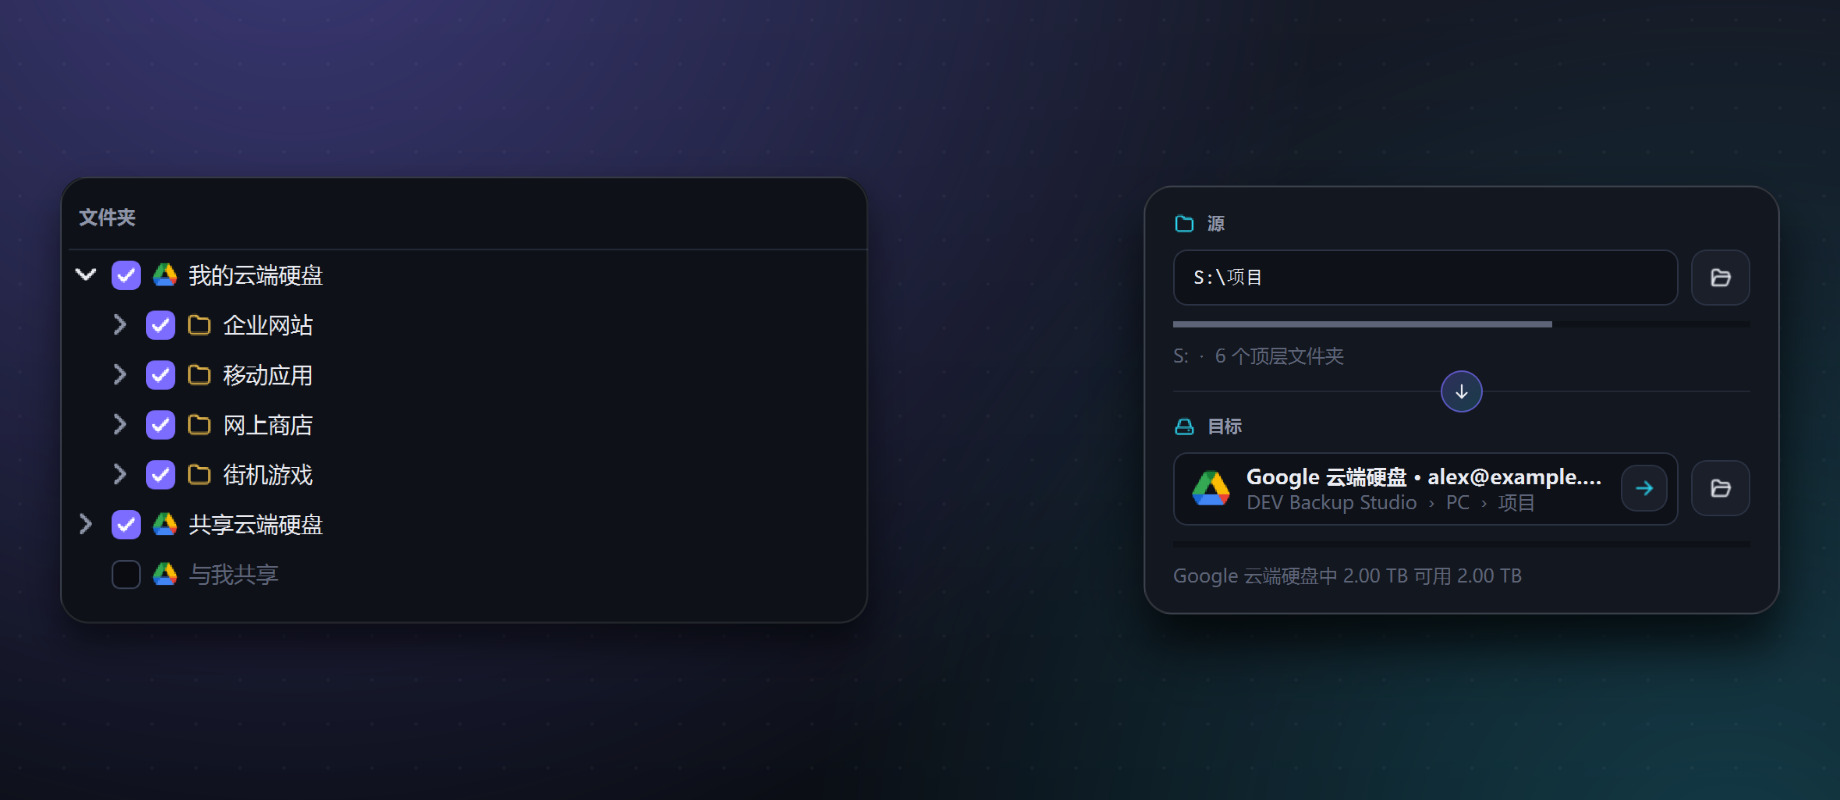 文件夹
我的云端硬盘
企业网站
移动应用
网上商店
街机游戏
共享云端硬盘
与我共享
源
S:\项目
S: · 6 个顶层文件夹
目标
Google 云端硬盘 • alex@example....
DEV Backup Studio › PC › 项目
Google 云端硬盘中 2.00 TB 可用 2.00 TB